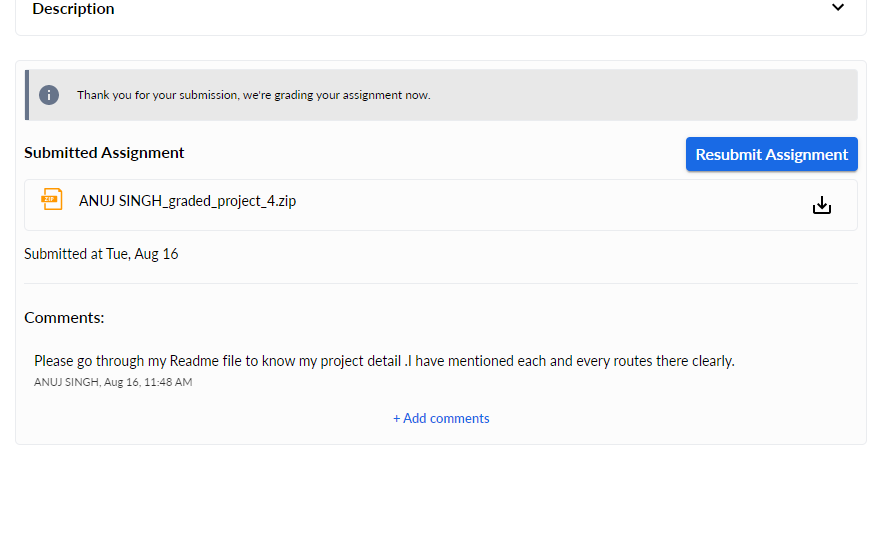 Description
Thank you for your submission, we're grading your assignment now.
Submitted Assignment
Resubmit Assignment
ZIP
ANUJ SINGH_graded_project_4.zip
Submitted at Tue, Aug 16
Comments:
Please go through my Readme file to know my project detail .I have mentioned each and every routes there clearly.
ANUJ SINGH, Aug 16, 11:48 AM
+ Add comments